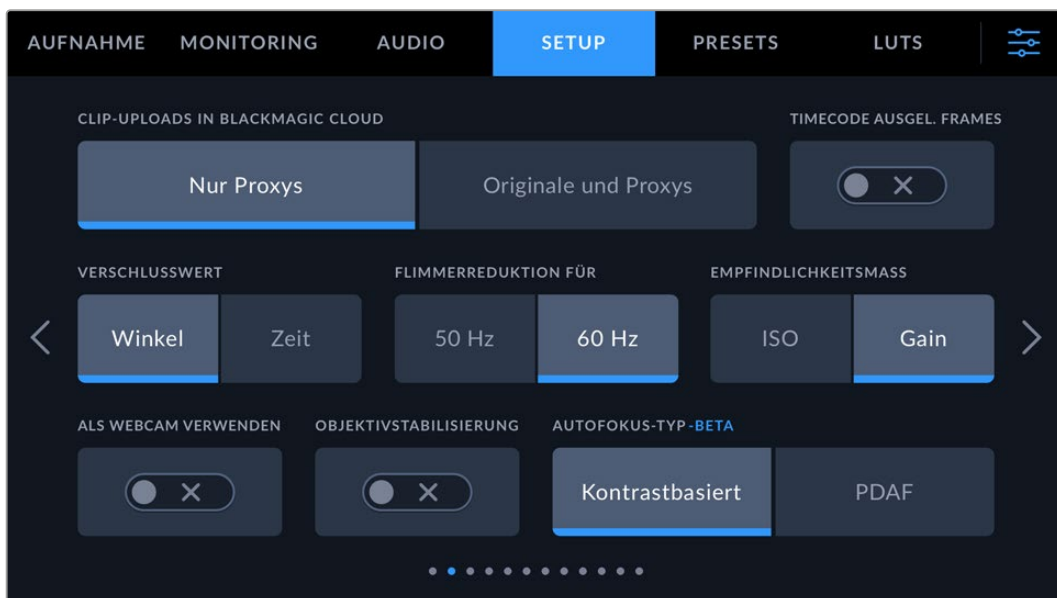 AUFNAHME MONITORING AUDIO SETUP PRESETS LUTS
CLIP-UPLOADS IN BLACKMAGIC CLOUD TIMECODE AUSGEL. FRAMES
Nur Proxys Originale und Proxys
VERSCHLUSSWERT FLIMMERREDUKTION FÜR EMPFINDLICHKEITSMASS
Winkel Zeit 50 Hz 60 Hz ISO Gain
ALS WEBCAM VERWENDEN OBJEKTIVSTABILISIERUNG AUTOFOKUS-TYP-BETA
Kontrastbasiert PDAF